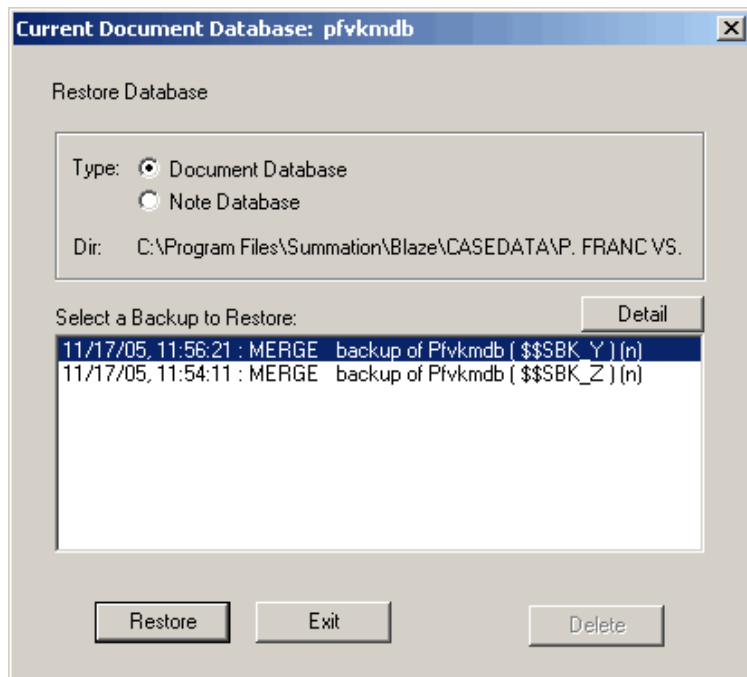 Current Document Database: pfvkmdb
Restore Database
Type: Document Database
Note Database
Dir: C:\Program Files\Summation\Blaze\CASEDATA\P. FRANC VS.
Select a Backup to Restore:
Detail
11/17/05, 11:56:21 : MERGE backup of Pfvkmdb ( $$SBK_Y ) (n)
11/17/05, 11:54:11 : MERGE backup of Pfvkmdb ( $$SBK_Z ) (n)
Restore Exit Delete